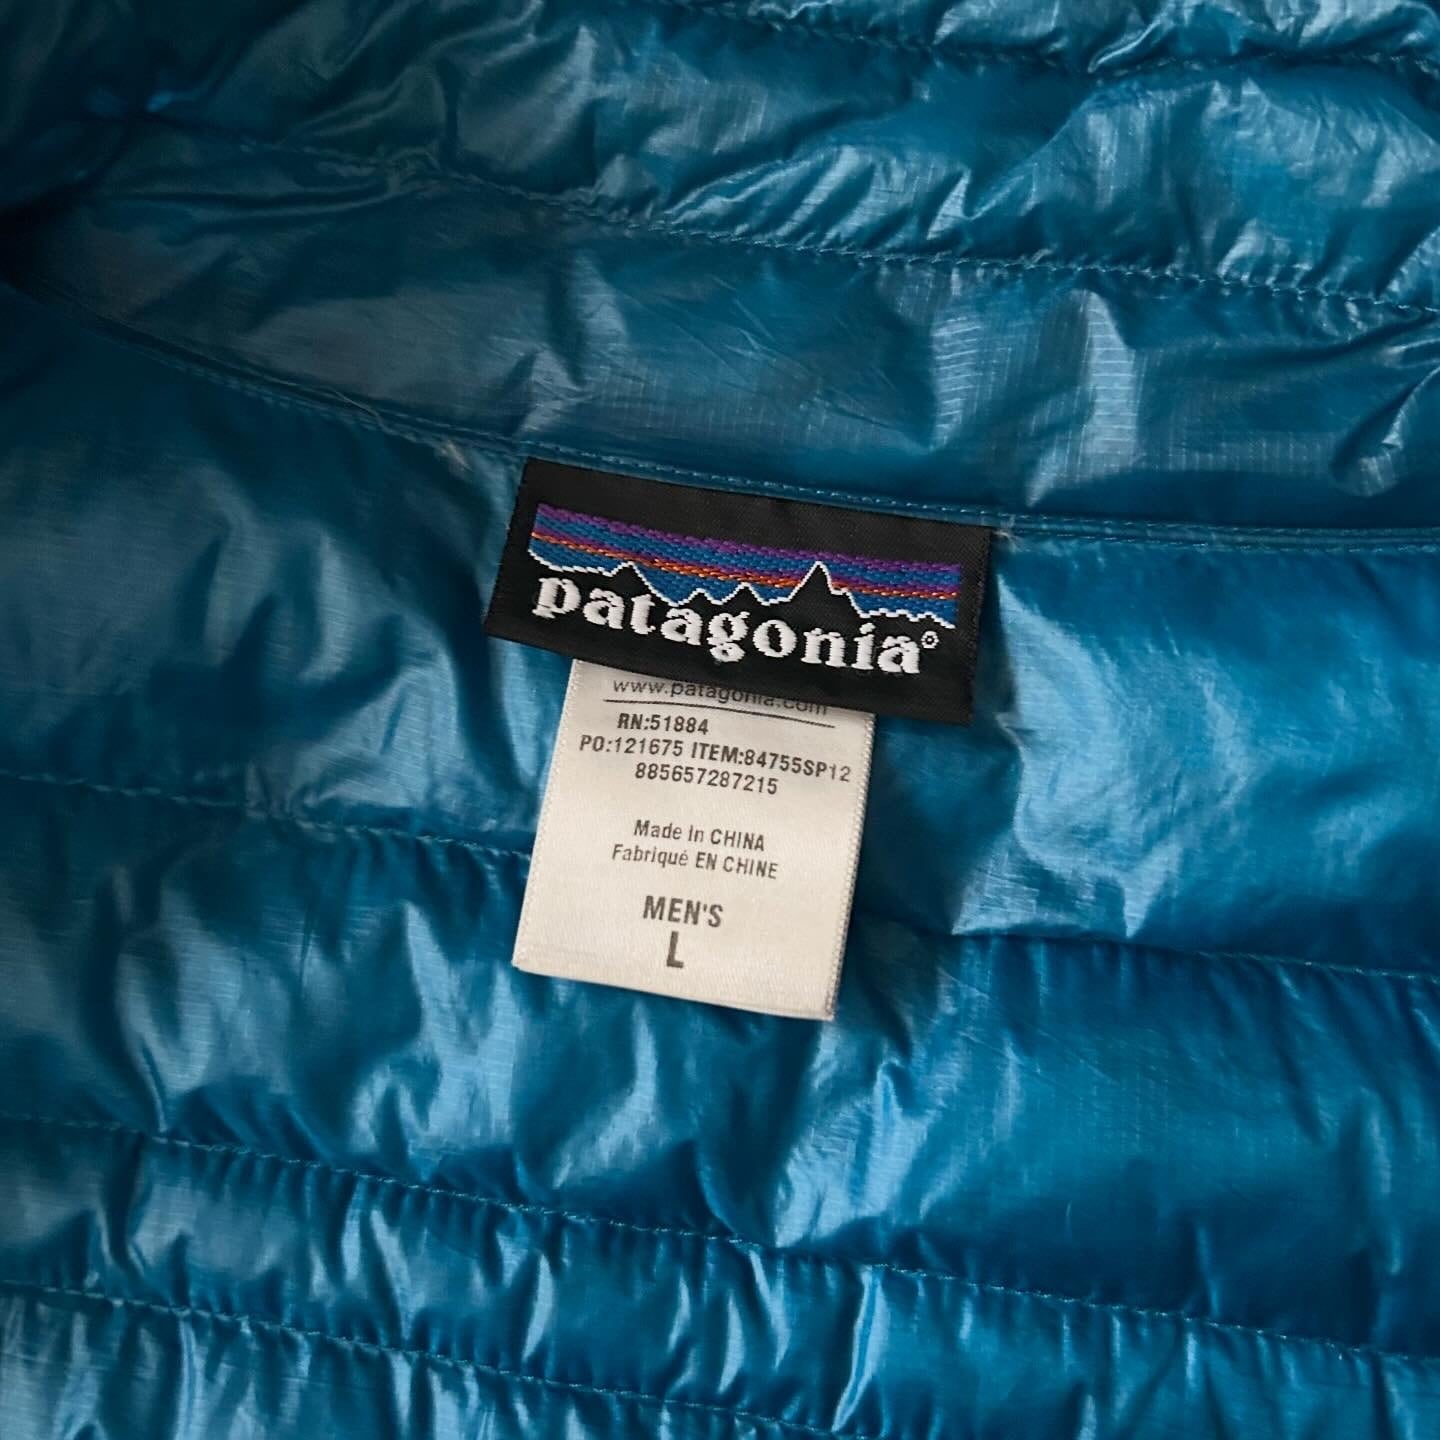 patagonia®
www.patagonia.com
RN:51884
PO:121675 ITEM:84755SP12
885657287215
Made in CHINA
Fabriqué EN CHINE
MEN'S
L